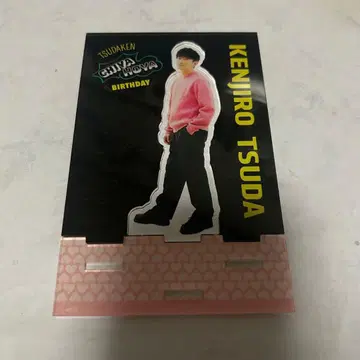 TSUDAKEN
CHIYA
HOYA
BIRTHDAY
KENJIRO TSUDA